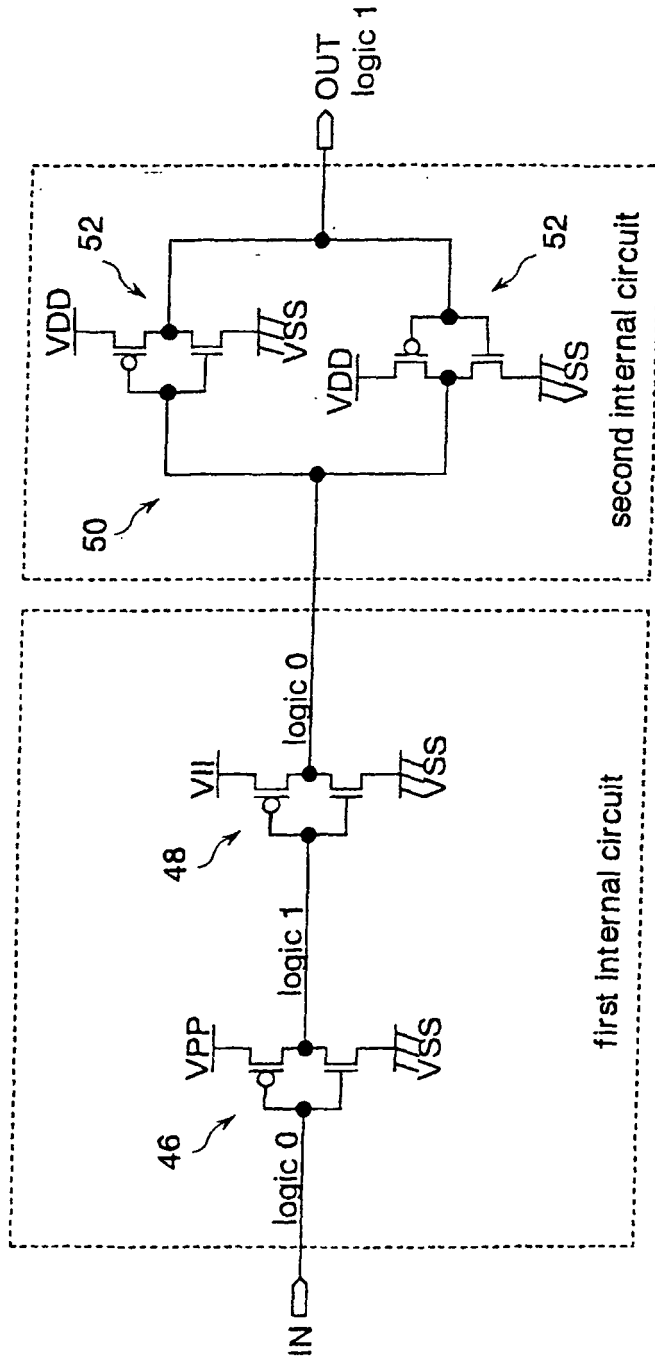 IN
logic 0
46
VPP
VSS
logic 1
48
VII
VSS
logic 0
first internal circuit
50
52
VDD
VSS
VDD
VSS
52
second internal circuit
OUT
logic 1